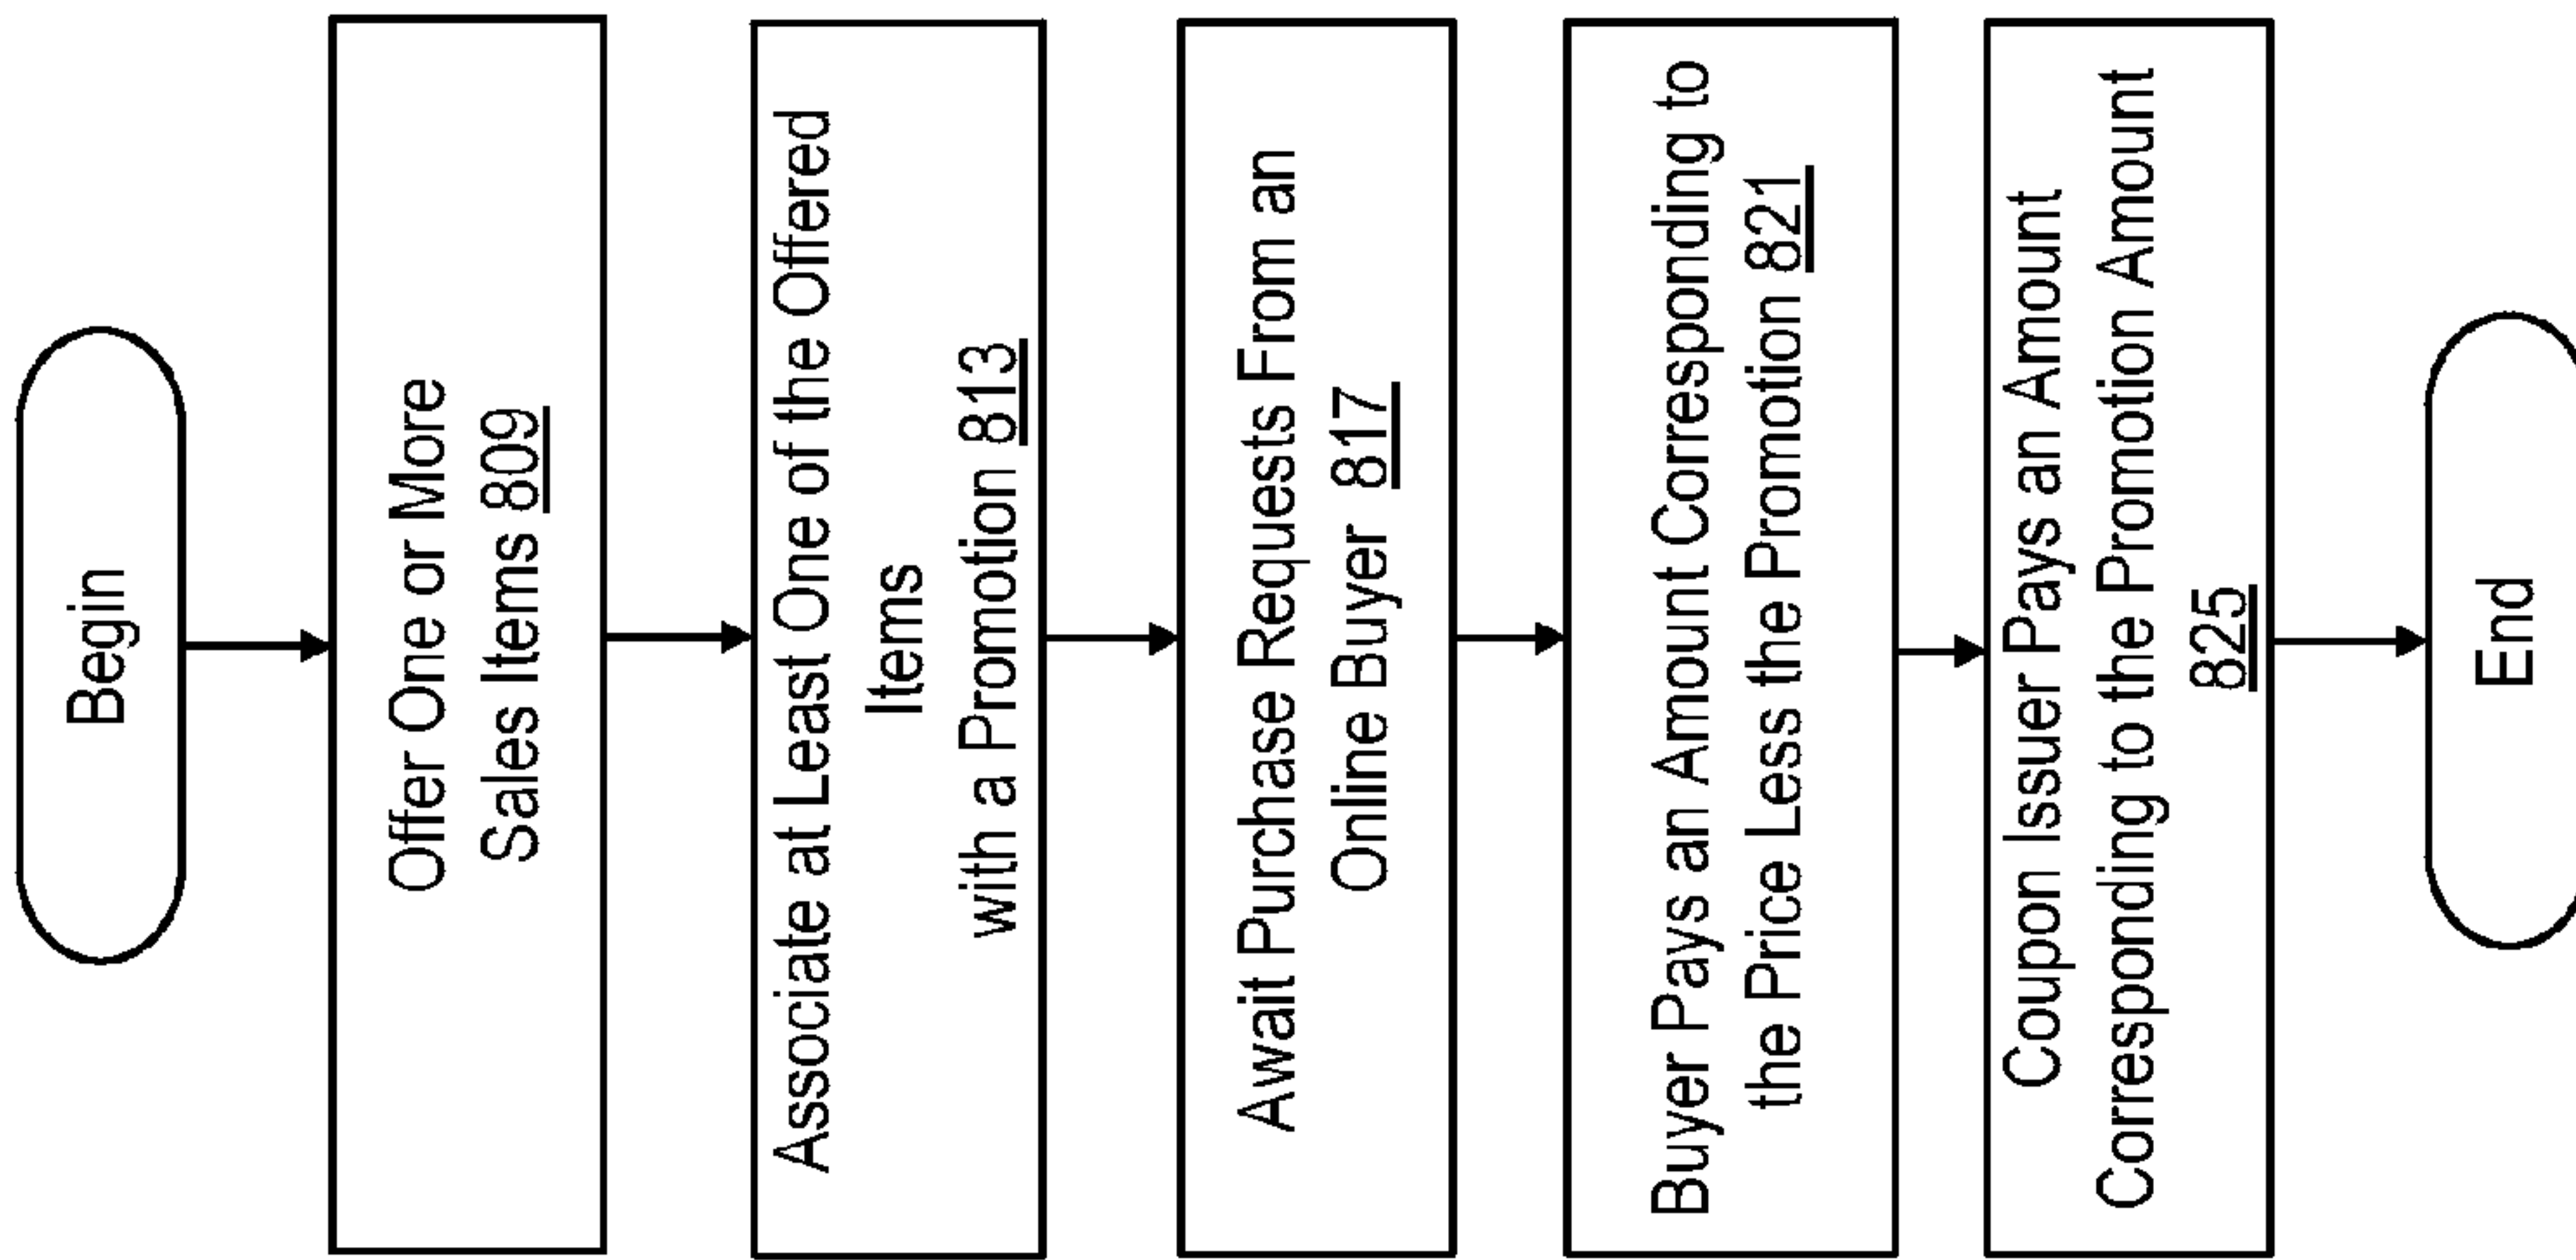 Begin
Offer One or More
Sales Items 809
Associate at Least One of the Offered
Items
with a Promotion 813
Await Purchase Requests From an
Online Buyer 817
Buyer Pays an Amount Corresponding to
the Price Less the Promotion 821
Coupon Issuer Pays an Amount
Corresponding to the Promotion Amount
825
End